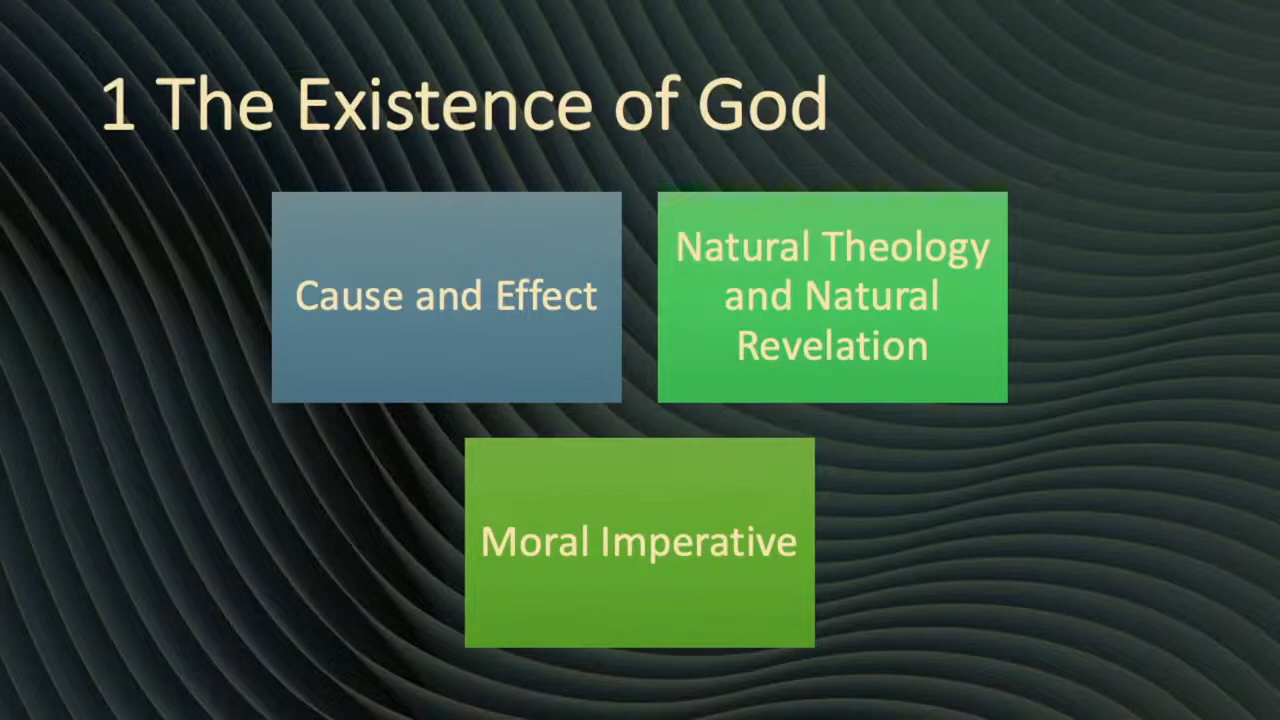 1 The Existence of God
Cause and Effect
Natural Theology
and Natural
Revelation
Moral Imperative